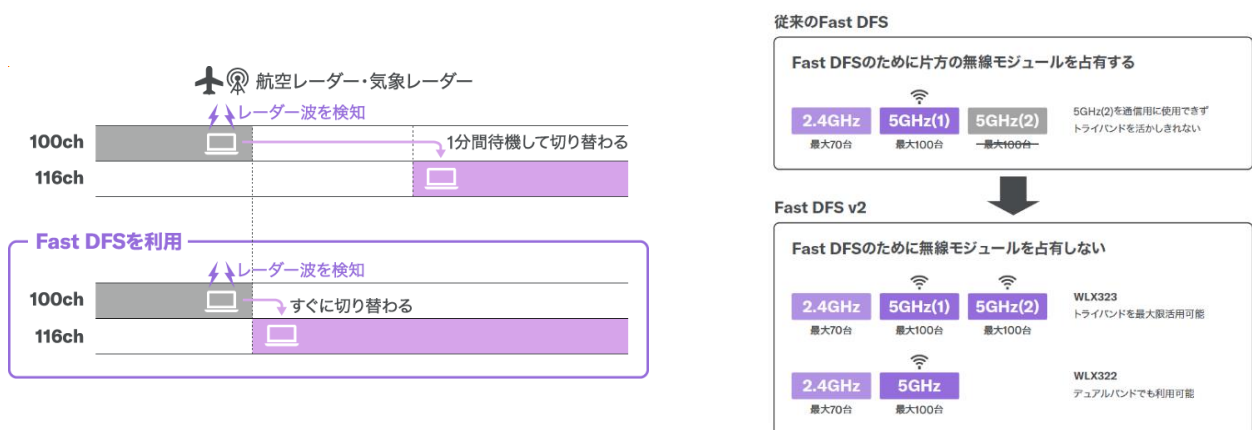 航空レーダー・気象レーダー
レーダー波を検知
100ch
1分間待機して切り替わる
116ch
Fast DFSを利用
レーダー波を検知
100ch
すぐに切り替わる
116ch
従来のFast DFS
Fast DFSのために片方の無線モジュールを占有する
2.4GHz 5GHz(1) 5GHz(2)
最大70台 最大100台 最大100台
5GHz(2)を通信用に使用できず
トライバンドを活かしきれない
Fast DFS v2
Fast DFSのために無線モジュールを占有しない
2.4GHz 5GHz(1) 5GHz(2)
最大70台 最大100台 最大100台
WLX323
トライバンドを最大限活用可能
2.4GHz 5GHz
最大70台 最大100台
WLX322
デュアルバンドでも利用可能